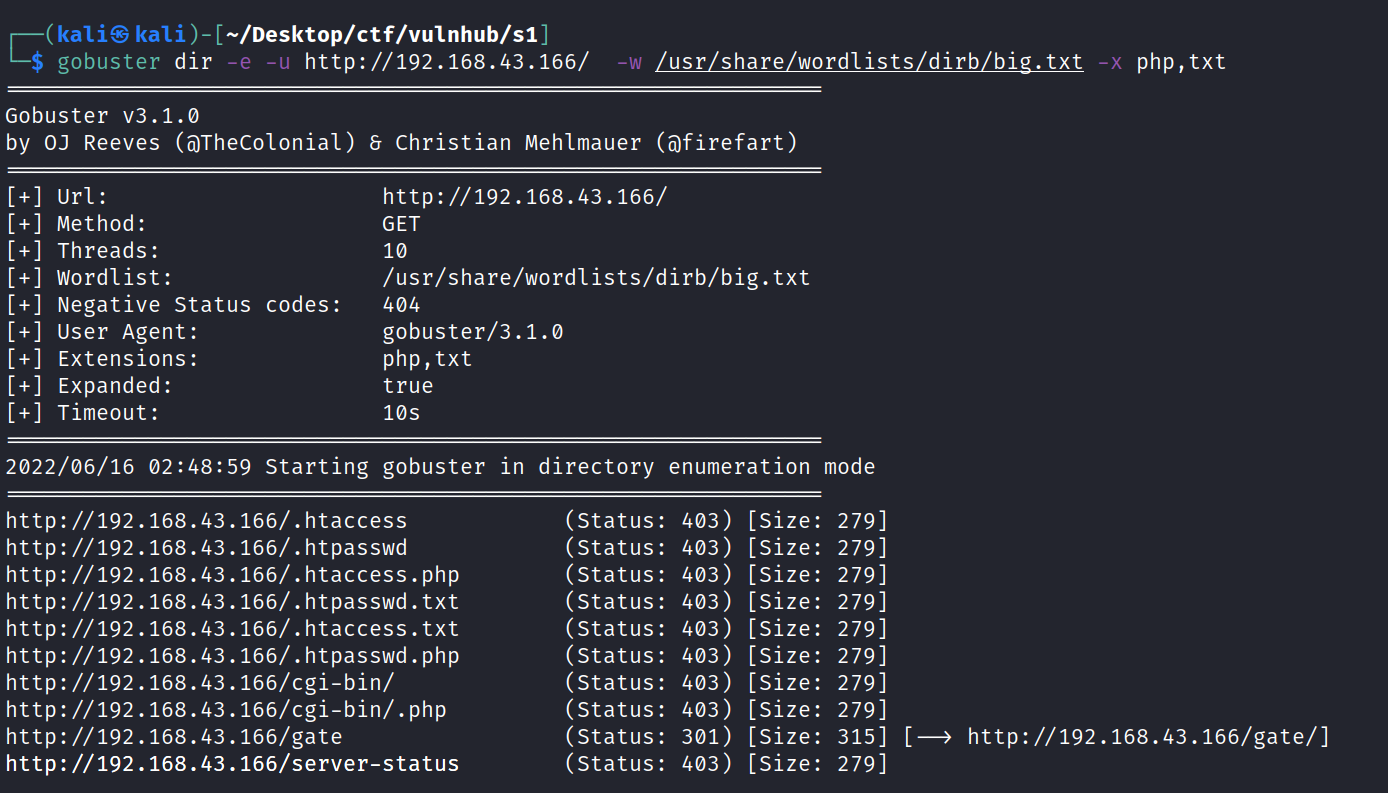 ┌──(kali㉿kali)-[~/Desktop/ctf/vulnhub/s1]
└─$ gobuster dir -e -u http://192.168.43.166/  -w /usr/share/wordlists/dirb/big.txt -x php,txt
===============================================================
Gobuster v3.1.0
by OJ Reeves (@TheColonial) & Christian Mehlmauer (@firefart)
===============================================================
[+] Url:                     http://192.168.43.166/
[+] Method:                  GET
[+] Threads:                 10
[+] Wordlist:                /usr/share/wordlists/dirb/big.txt
[+] Negative Status codes:   404
[+] User Agent:              gobuster/3.1.0
[+] Extensions:              php,txt
[+] Expanded:                true
[+] Timeout:                 10s
===============================================================
2022/06/16 02:48:59 Starting gobuster in directory enumeration mode
===============================================================
http://192.168.43.166/.htaccess            (Status: 403) [Size: 279]
http://192.168.43.166/.htpasswd            (Status: 403) [Size: 279]
http://192.168.43.166/.htaccess.php        (Status: 403) [Size: 279]
http://192.168.43.166/.htpasswd.txt        (Status: 403) [Size: 279]
http://192.168.43.166/.htaccess.txt        (Status: 403) [Size: 279]
http://192.168.43.166/.htpasswd.php        (Status: 403) [Size: 279]
http://192.168.43.166/cgi-bin/             (Status: 403) [Size: 279]
http://192.168.43.166/cgi-bin/.php         (Status: 403) [Size: 279]
http://192.168.43.166/gate                 (Status: 301) [Size: 315] [--> http://192.168.43.166/gate/]
http://192.168.43.166/server-status        (Status: 403) [Size: 279]